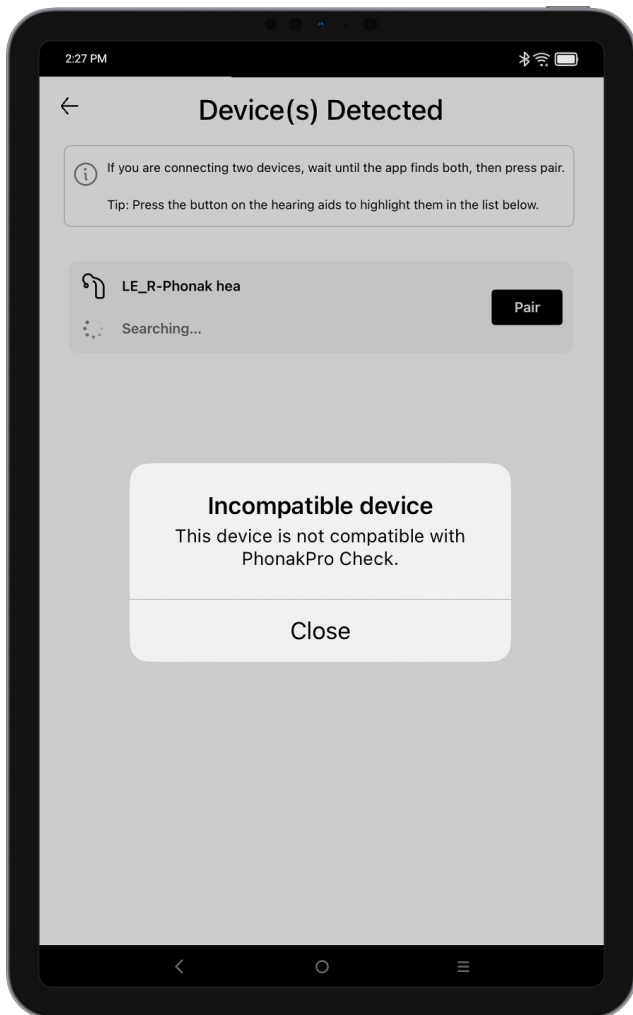 2:27 PM
Device(s) Detected
If you are connecting two devices, wait until the app finds both, then press pair.
Tip: Press the button on the hearing aids to highlight them in the list below.
LE_R-Phonak hea
Pair
Searching...
Incompatible device
This device is not compatible with
PhonakPro Check.
Close